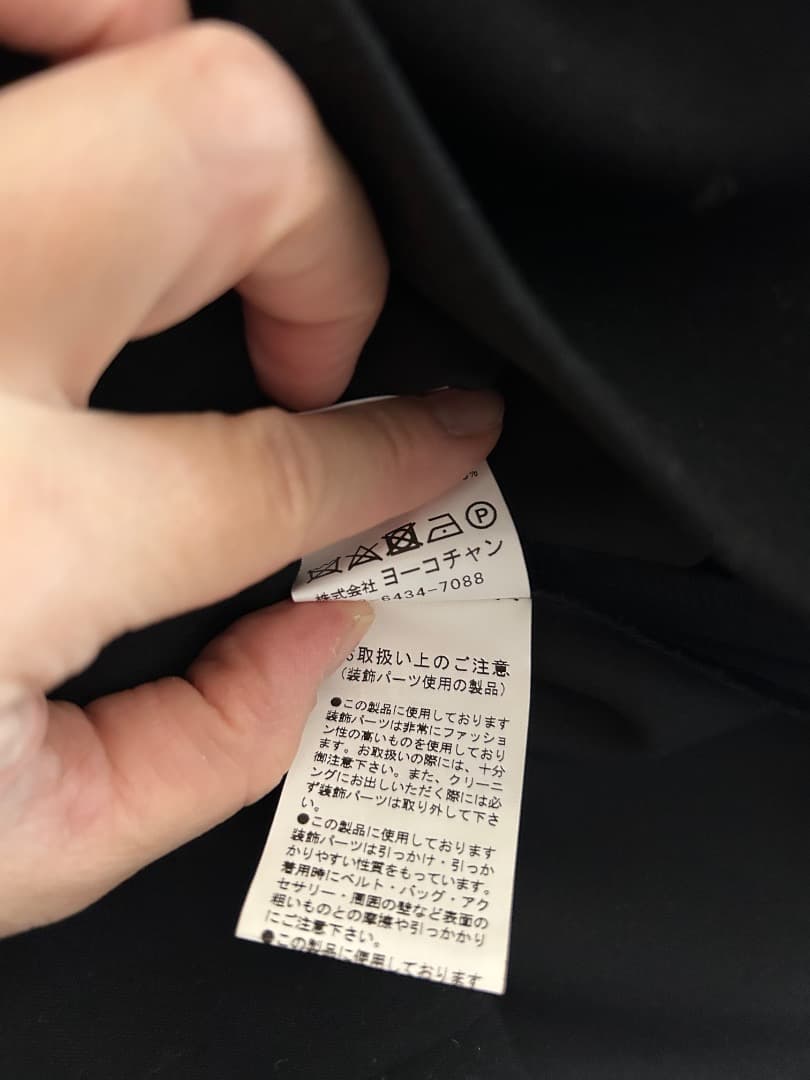 %
P
株式会社 ヨーコチャン
6434-7088
お取扱い上のご注意
(装飾パーツ使用の製品)
●この製品に使用しております
装飾パーツは非常にファッショ
ン性の高いものを使用しており
ます。お取扱いの際には、十分
御注意下さい。また、クリーニ
ングにお出しいただく際には必
ず装飾パーツは取り外して下さ
い。
●この製品に使用しております
装飾パーツは引っかけ・引っか
かりやすい性質をもっています。
着用時にベルト・バッグ・アク
セサリー・周囲の壁など表面の
粗いものとの摩擦や引っかかり
にご注意下さい。
●この製品に使用しております